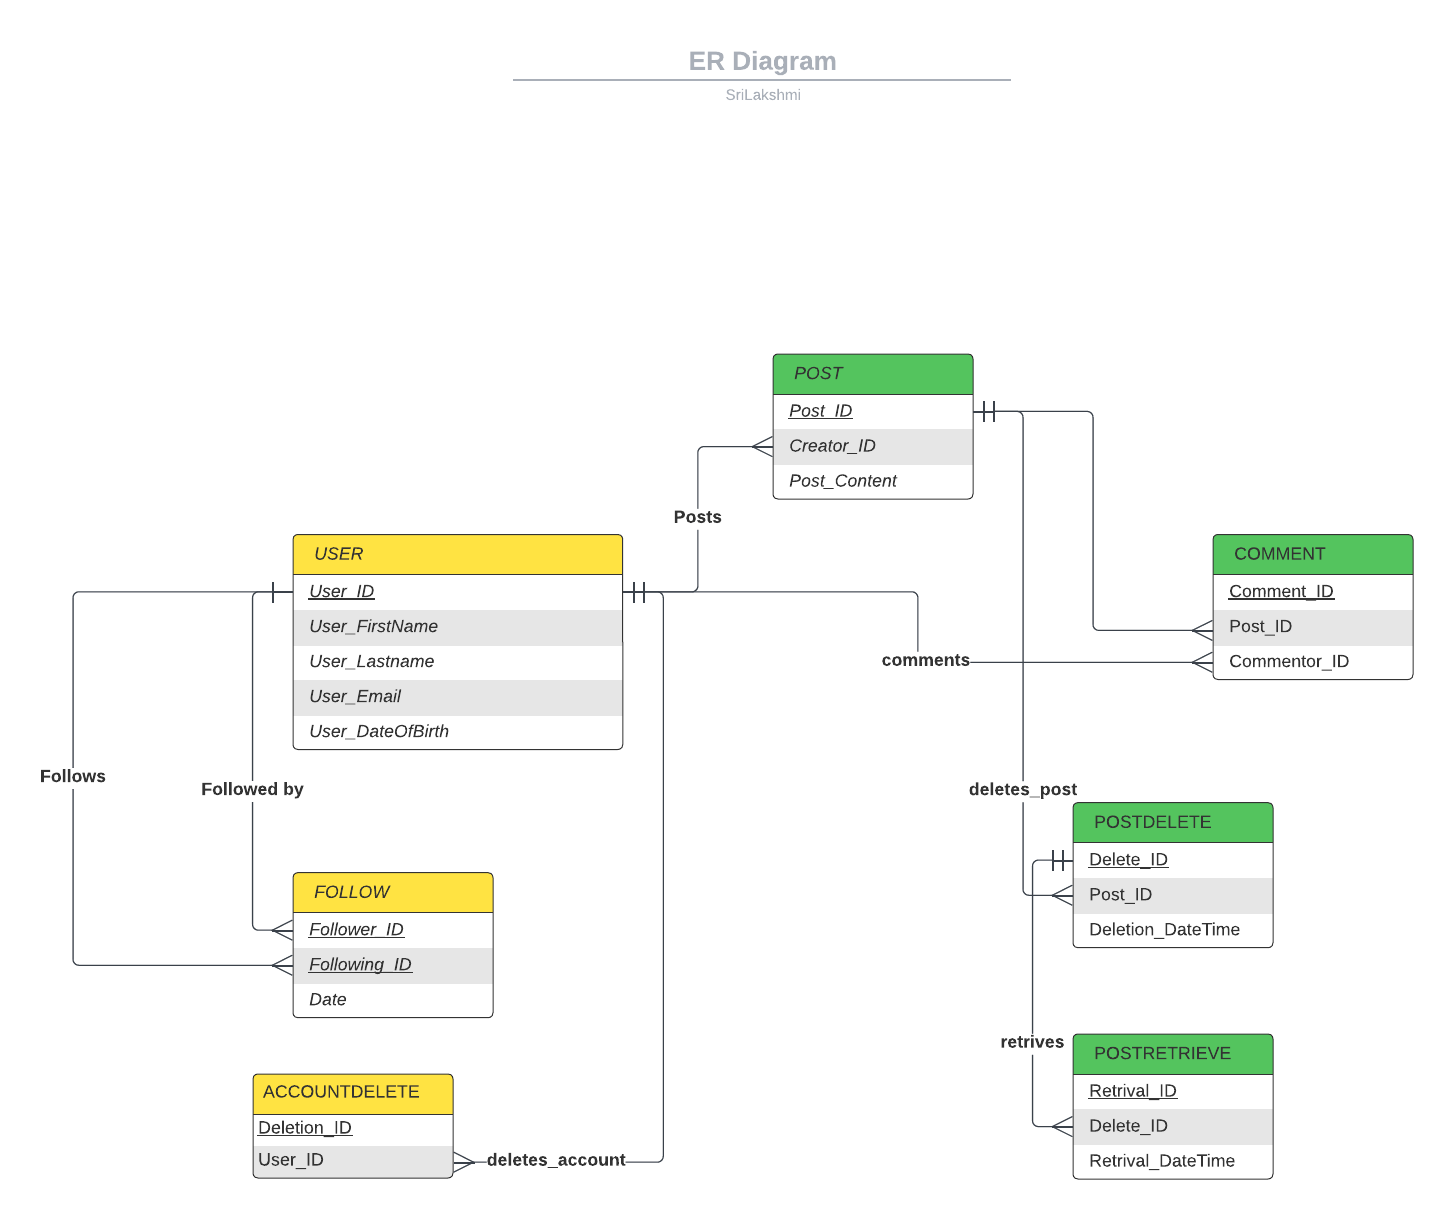 ER Diagram
SriLakshmi
POST
Post_ID
Creator_ID
Post_Content
Posts
USER
User_ID
User_FirstName
User_Lastname
User_Email
User_DateOfBirth
COMMENT
Comment_ID
Post_ID
Commentor_ID
comments
Follows
Followed by
deletes_post
POSTDELETE
Delete_ID
Post_ID
Deletion_DateTime
FOLLOW
Follower_ID
Following_ID
Date
retrives
POSTRETRIEVE
Retrival_ID
Delete_ID
Retrival_DateTime
ACCOUNTDELETE
Deletion_ID
User_ID
deletes_account